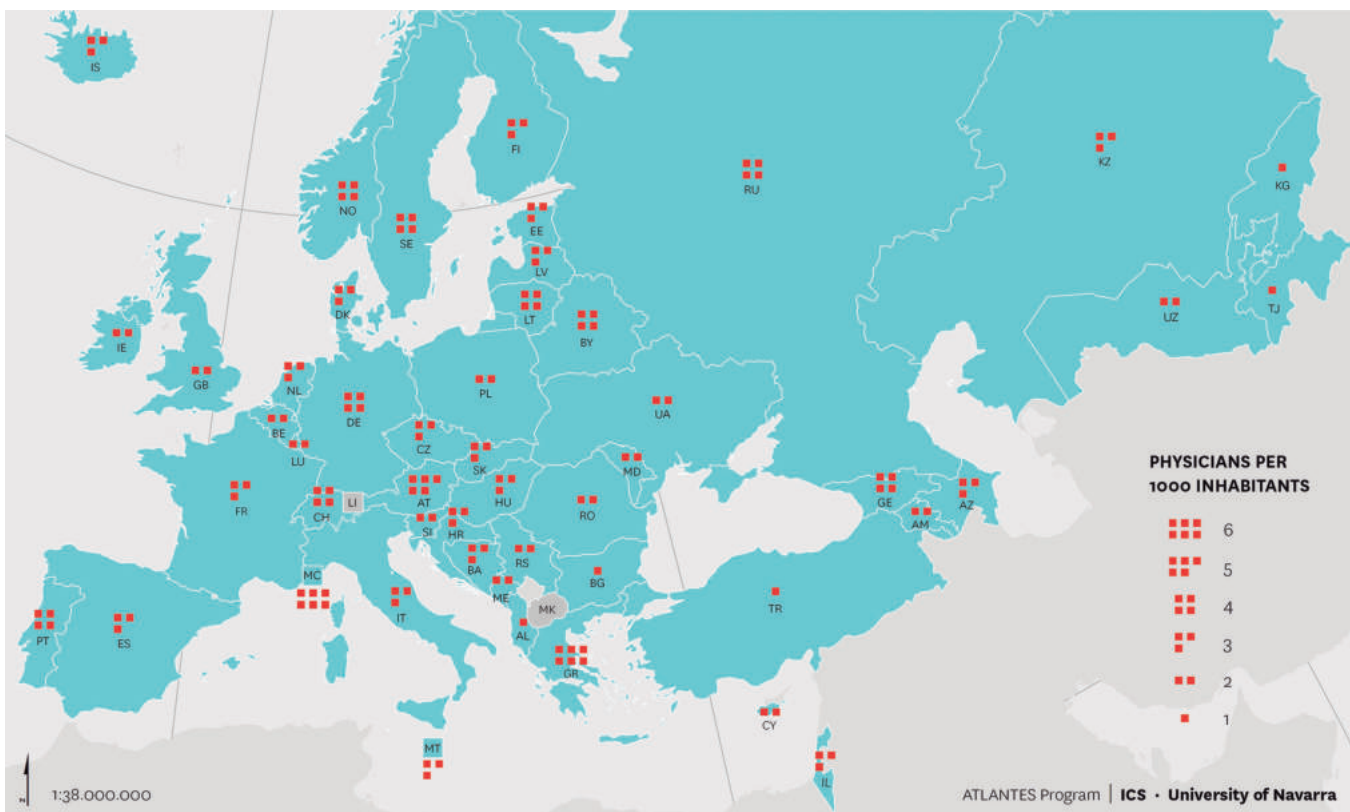 IS
FI
KZ
RU
KG
NO
SE
EE
LV
DK
LT
TJ
UZ
IE
BY
GB
NL
PL
DE
UA
BE
CZ
LU
SK
MD
PHYSICIANS PER
1000 INHABITANTS
FR
CH
LI
AT
HU
RO
GE
AZ
AM
SI
HR
6
BA
RS
5
MC
ME
BG
4
MK
TR
IT
PT
ES
AL
3
GR
2
CY
1
MT
IL
N
1:38.000.000
ATLANTES Program | ICS · University of Navarra